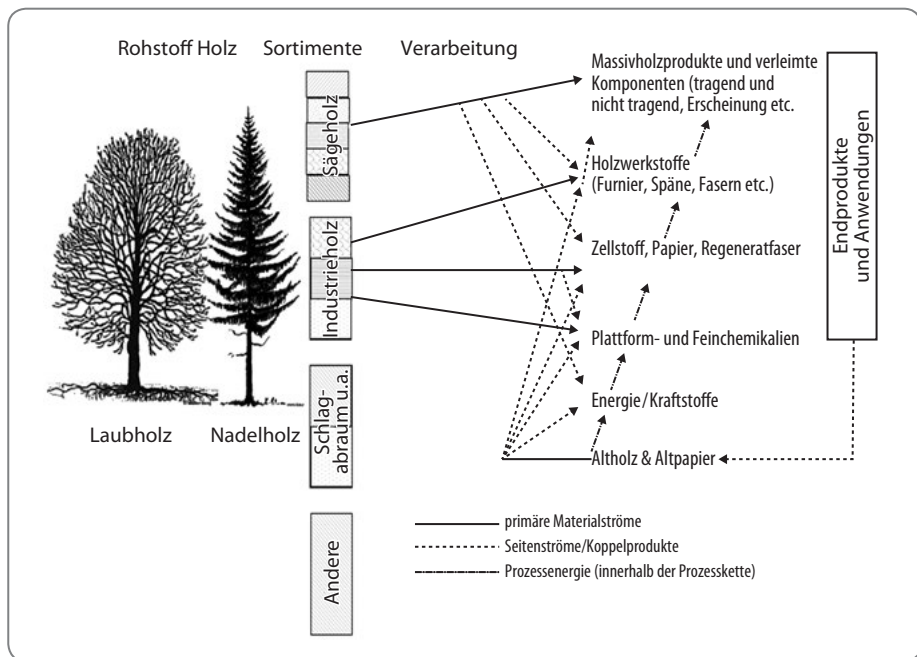 Rohstoff Holz
Sortimente
Verarbeitung
Sägeholz
Industrieholz
Schlag-
abraum u.a.
Andere
Laubholz
Nadelholz
Massivholzprodukte und verleimte
Komponenten (tragend und
nicht tragend, Erscheinung etc.
Holzwerkstoffe
(Furnier, Späne, Fasern etc.)
Zellstoff, Papier, Regeneratfaser
Plattform- und Feinchemikalien
Energie/Kraftstoffe
Altholz & Altpapier
Endprodukte
und Anwendungen
primäre Materialströme
Seitenströme/Koppelprodukte
Prozessenergie (innerhalb der Prozesskette)